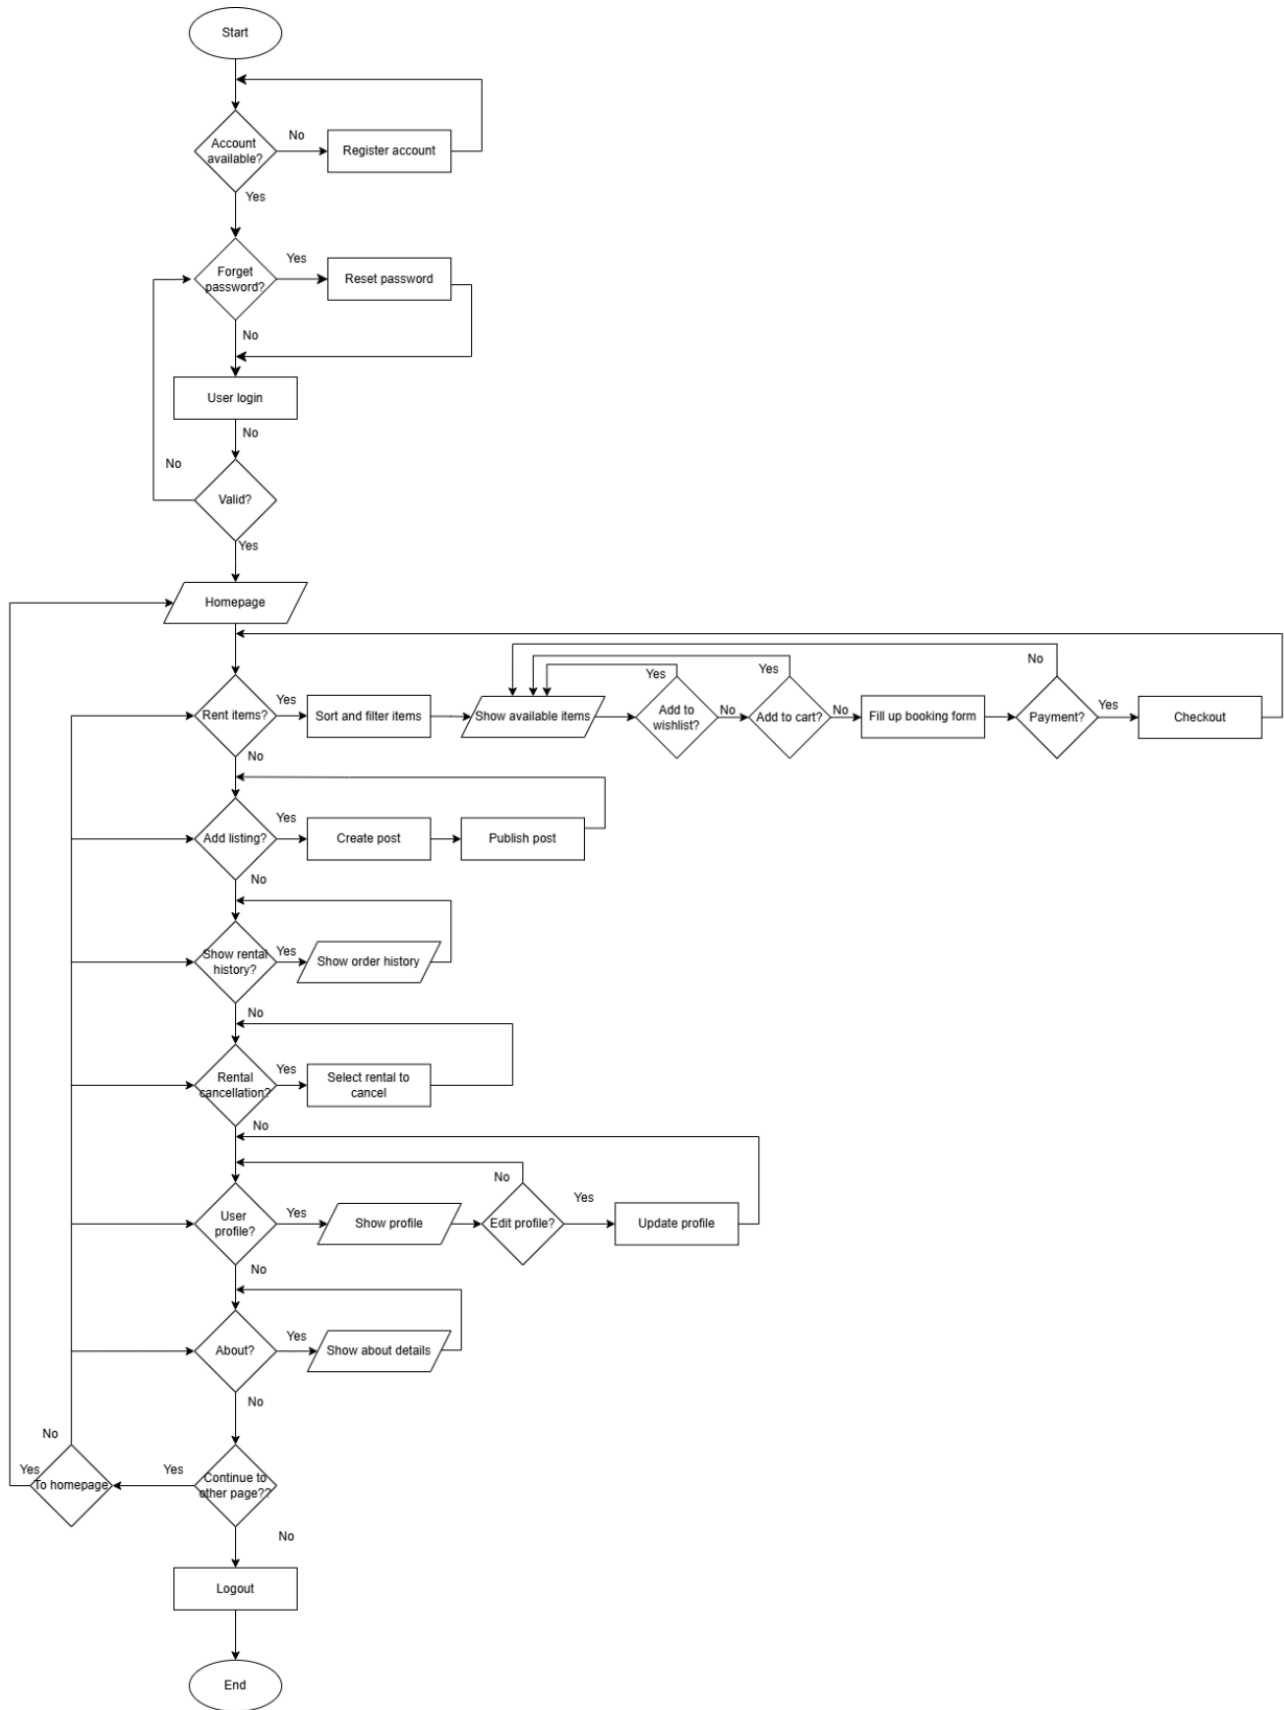 Start
Account
available?
No
Register account
Yes
Forget
password?
Yes
Reset password
No
User login
No
No
Valid?
Yes
Homepage
Rent items?
Yes
Sort and filter items
Show available items
Yes
Add to
wishlist?
No
Yes
Add to cart?
No
Fill up booking form
No
Payment?
Yes
Checkout
No
Add listing?
Yes
Create post
Publish post
No
Show rental
history?
Yes
Show order history
No
Rental
cancellation?
Yes
Select rental to
cancel
No
User
profile?
Yes
Show profile
No
Edit profile?
Yes
Update profile
No
About?
Yes
Show about details
No
No
Yes
To homepage
Yes
Continue to
other page??
No
Logout
End